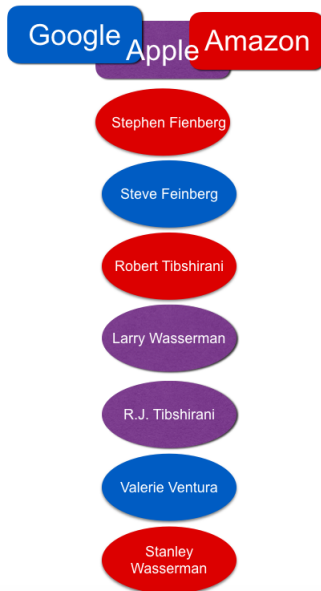 Google
Apple
Amazon
Stephen Fienberg
Steve Feinberg
Robert Tibshirani
Larry Wasserman
R.J. Tibshirani
Valerie Ventura
Stanley
Wasserman